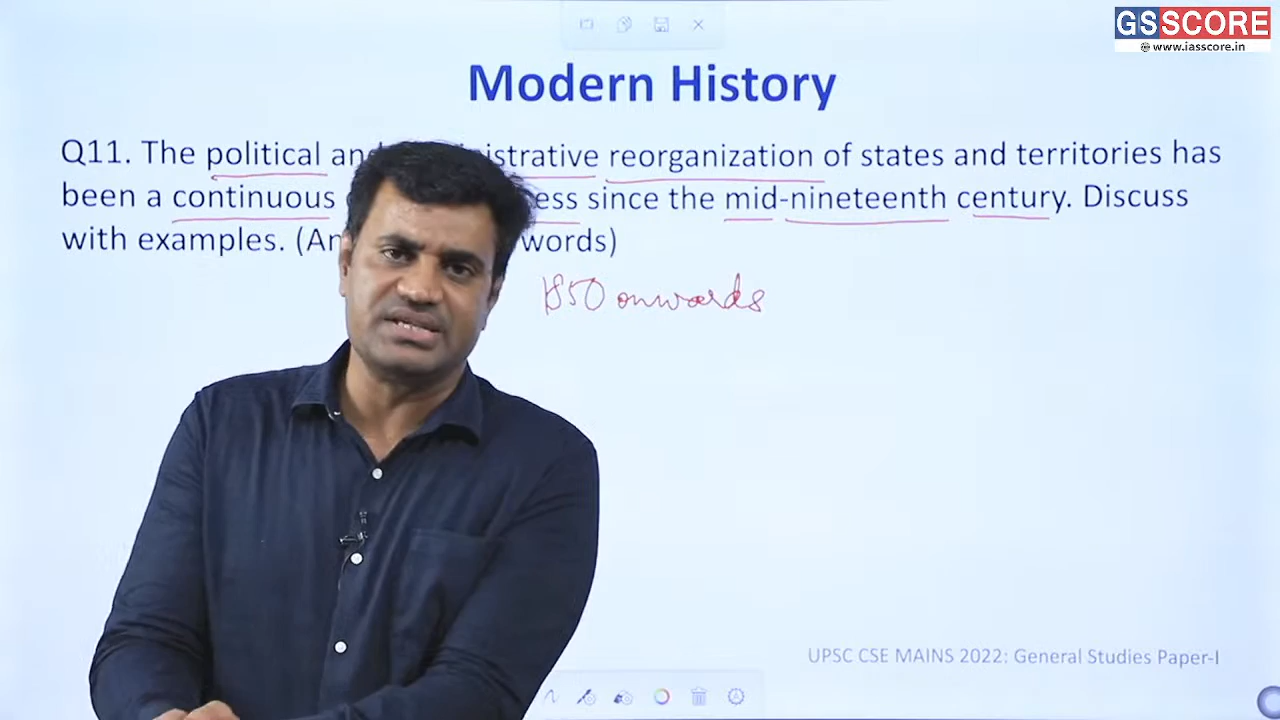 GSSCORE
www.iasscore.in
Modern History
Q11. The political and istrative reorganization of states and territories has
been a continuous ess since the mid-nineteenth century. Discuss
with examples. (An words)
1850 onwards
UPSC CSE MAINS 2022: General Studies Paper-I